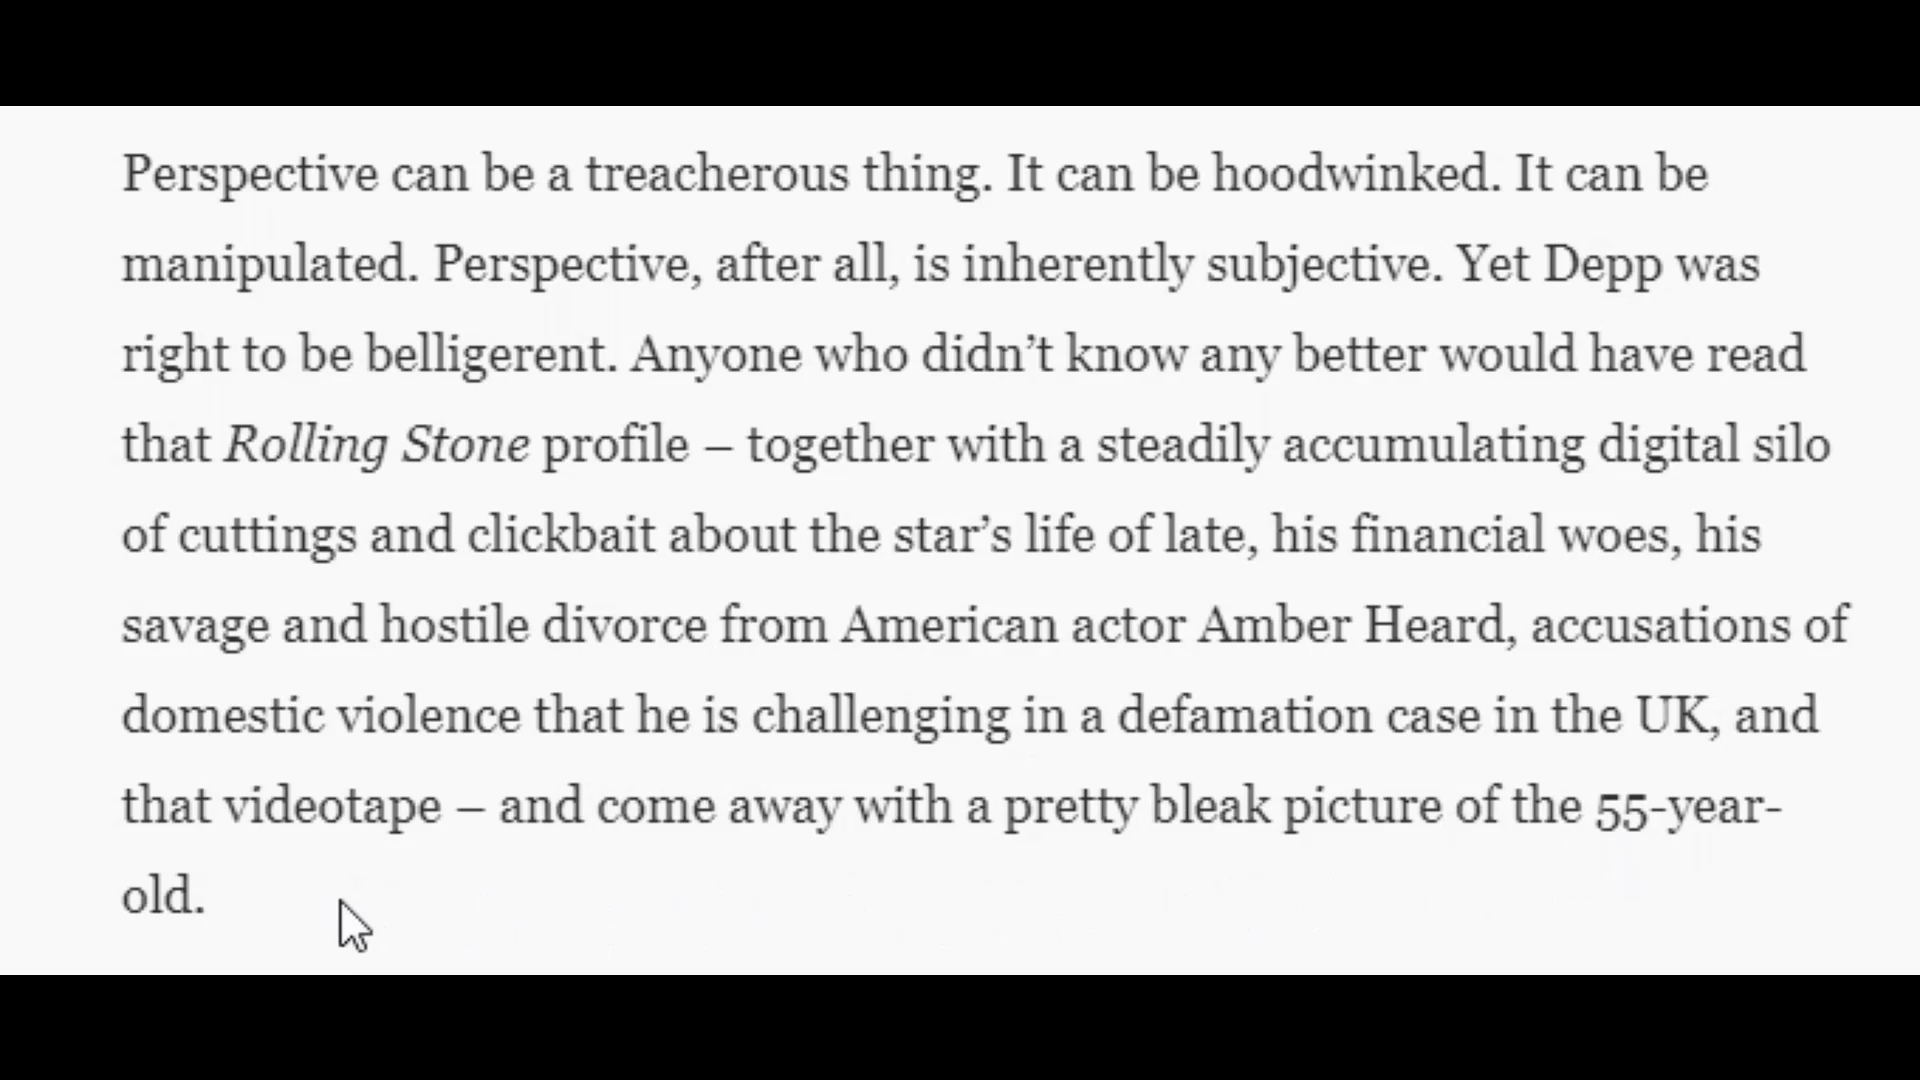 Perspective can be a treacherous thing. It can be hoodwinked. It can be
manipulated. Perspective, after all, is inherently subjective. Yet Depp was
right to be belligerent. Anyone who didn’t know any better would have read
that Rolling Stone profile – together with a steadily accumulating digital silo
of cuttings and clickbait about the star’s life of late, his financial woes, his
savage and hostile divorce from American actor Amber Heard, accusations of
domestic violence that he is challenging in a defamation case in the UK, and
that videotape – and come away with a pretty bleak picture of the 55-year-
old.